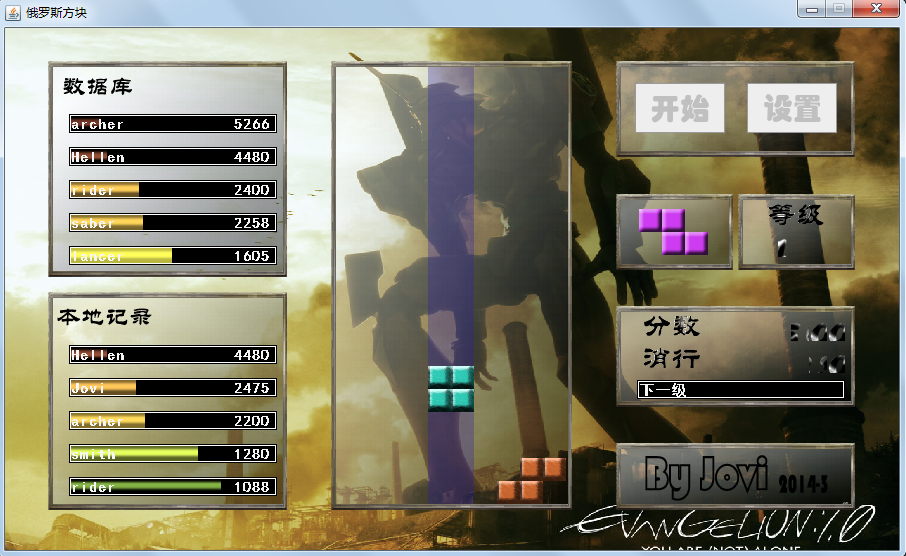 俄罗斯方块
数据库
archer 5266
Hellen 4480
rider 2400
saber 2258
lancer 1605
本地记录
Hellen 4480
Jovi 2475
archer 2200
smith 1280
rider 1088
开始
设置
等级
1
分数
消行
下一级
By Jovi 2014-3
EVANGELION:1.0
YOU ARE (NOT) ALONE